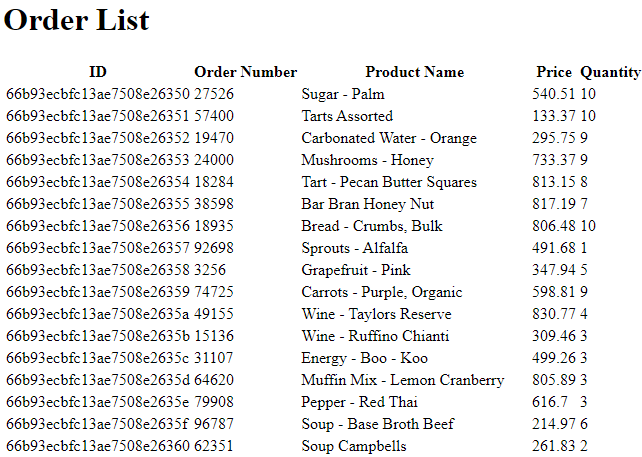 Order List
ID Order Number Product Name Price Quantity
66b93ecbfc13ae7508e26350 27526 Sugar - Palm 540.51 10
66b93ecbfc13ae7508e26351 57400 Tarts Assorted 133.37 10
66b93ecbfc13ae7508e26352 19470 Carbonated Water - Orange 295.75 9
66b93ecbfc13ae7508e26353 24000 Mushrooms - Honey 733.37 9
66b93ecbfc13ae7508e26354 18284 Tart - Pecan Butter Squares 813.15 8
66b93ecbfc13ae7508e26355 38598 Bar Bran Honey Nut 817.19 7
66b93ecbfc13ae7508e26356 18935 Bread - Crumbs, Bulk 806.48 10
66b93ecbfc13ae7508e26357 92698 Sprouts - Alfalfa 491.68 1
66b93ecbfc13ae7508e26358 3256 Grapefruit - Pink 347.94 5
66b93ecbfc13ae7508e26359 74725 Carrots - Purple, Organic 598.81 9
66b93ecbfc13ae7508e2635a 49155 Wine - Taylors Reserve 830.77 4
66b93ecbfc13ae7508e2635b 15136 Wine - Ruffino Chianti 309.46 3
66b93ecbfc13ae7508e2635c 31107 Energy - Boo - Koo 499.26 3
66b93ecbfc13ae7508e2635d 64620 Muffin Mix - Lemon Cranberry 805.89 3
66b93ecbfc13ae7508e2635e 79908 Pepper - Red Thai 616.7 3
66b93ecbfc13ae7508e2635f 96787 Soup - Base Broth Beef 214.97 6
66b93ecbfc13ae7508e26360 62351 Soup Campbells 261.83 2